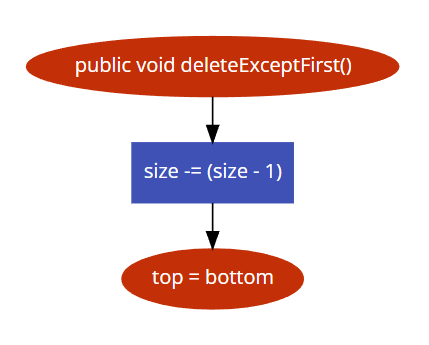 public void deleteExceptFirst()
size -= (size - 1)
top = bottom